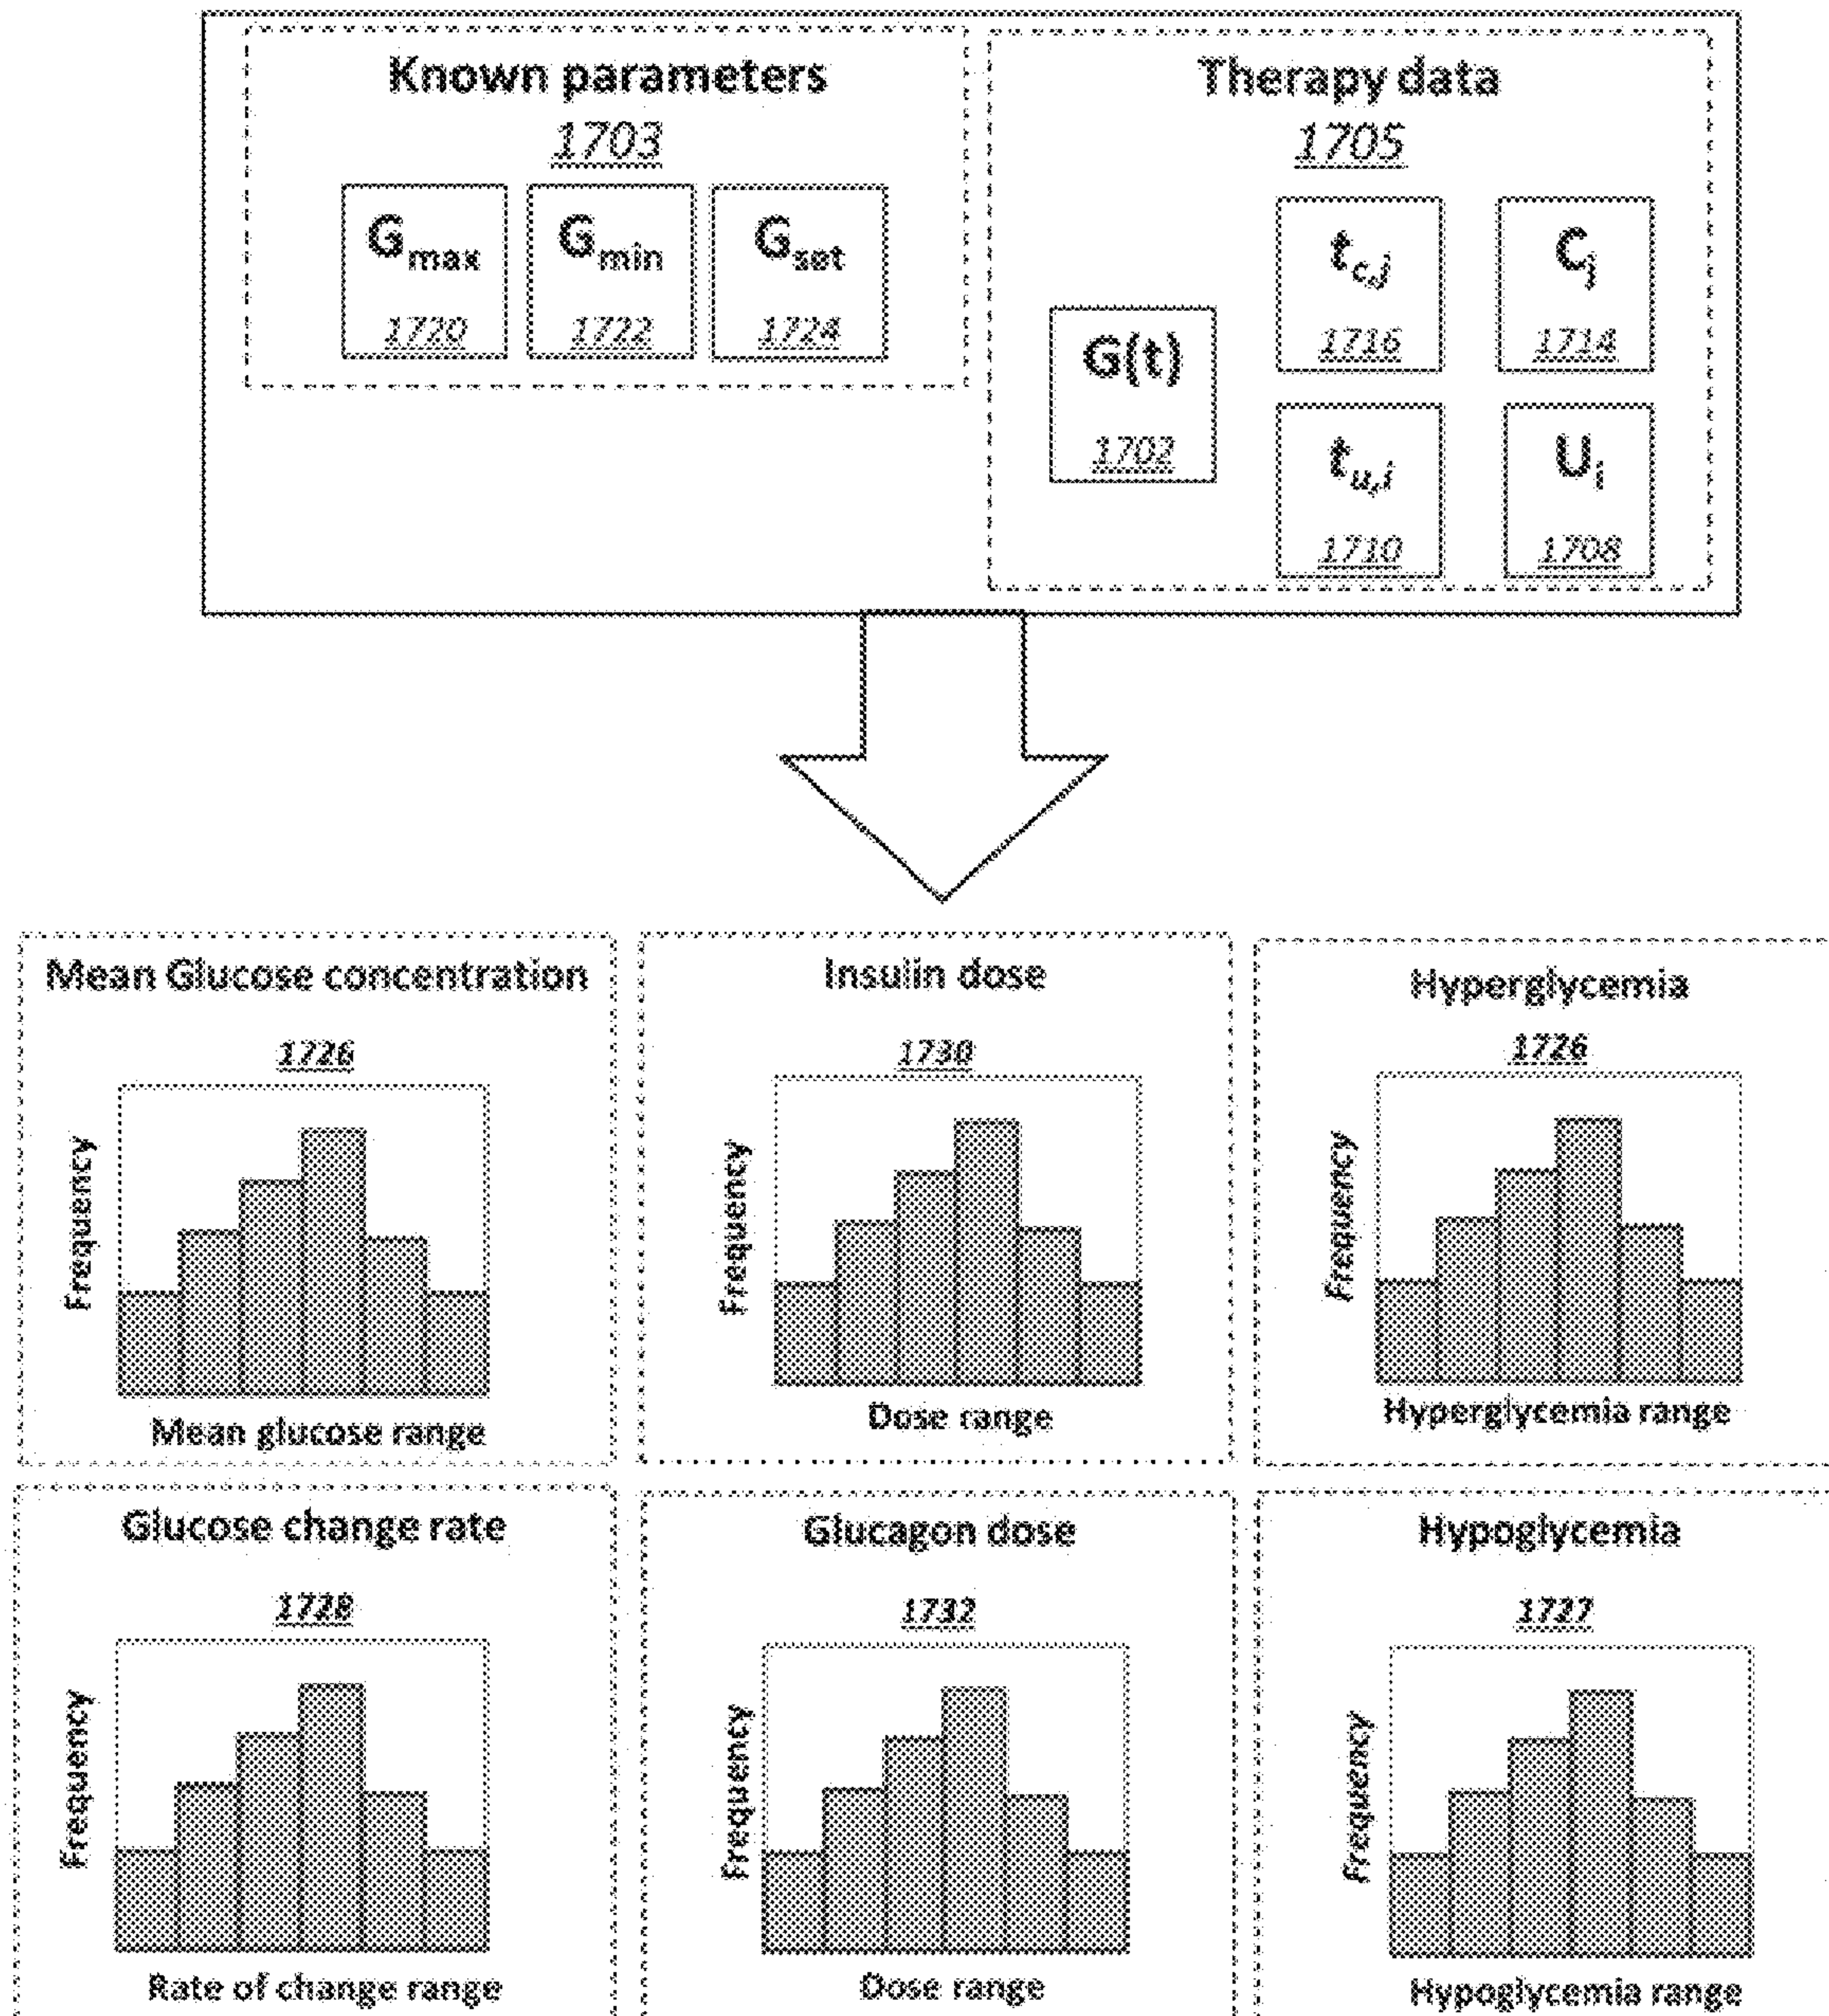 Known parameters
1703
G_max
1720
G_min
1722
G_set
1724
Therapy data
1705
G(t)
1702
t_c,j
1716
C_j
1714
t_u,i
1710
U_i
1708
Mean Glucose concentration
1726
Frequency
Mean glucose range
Insulin dose
1730
Frequency
Dose range
Hyperglycemia
1726
Frequency
Hyperglycemia range
Glucose change rate
1728
Frequency
Rate of change range
Glucagon dose
1732
Frequency
Dose range
Hypoglycemia
1727
Frequency
Hypoglycemia range